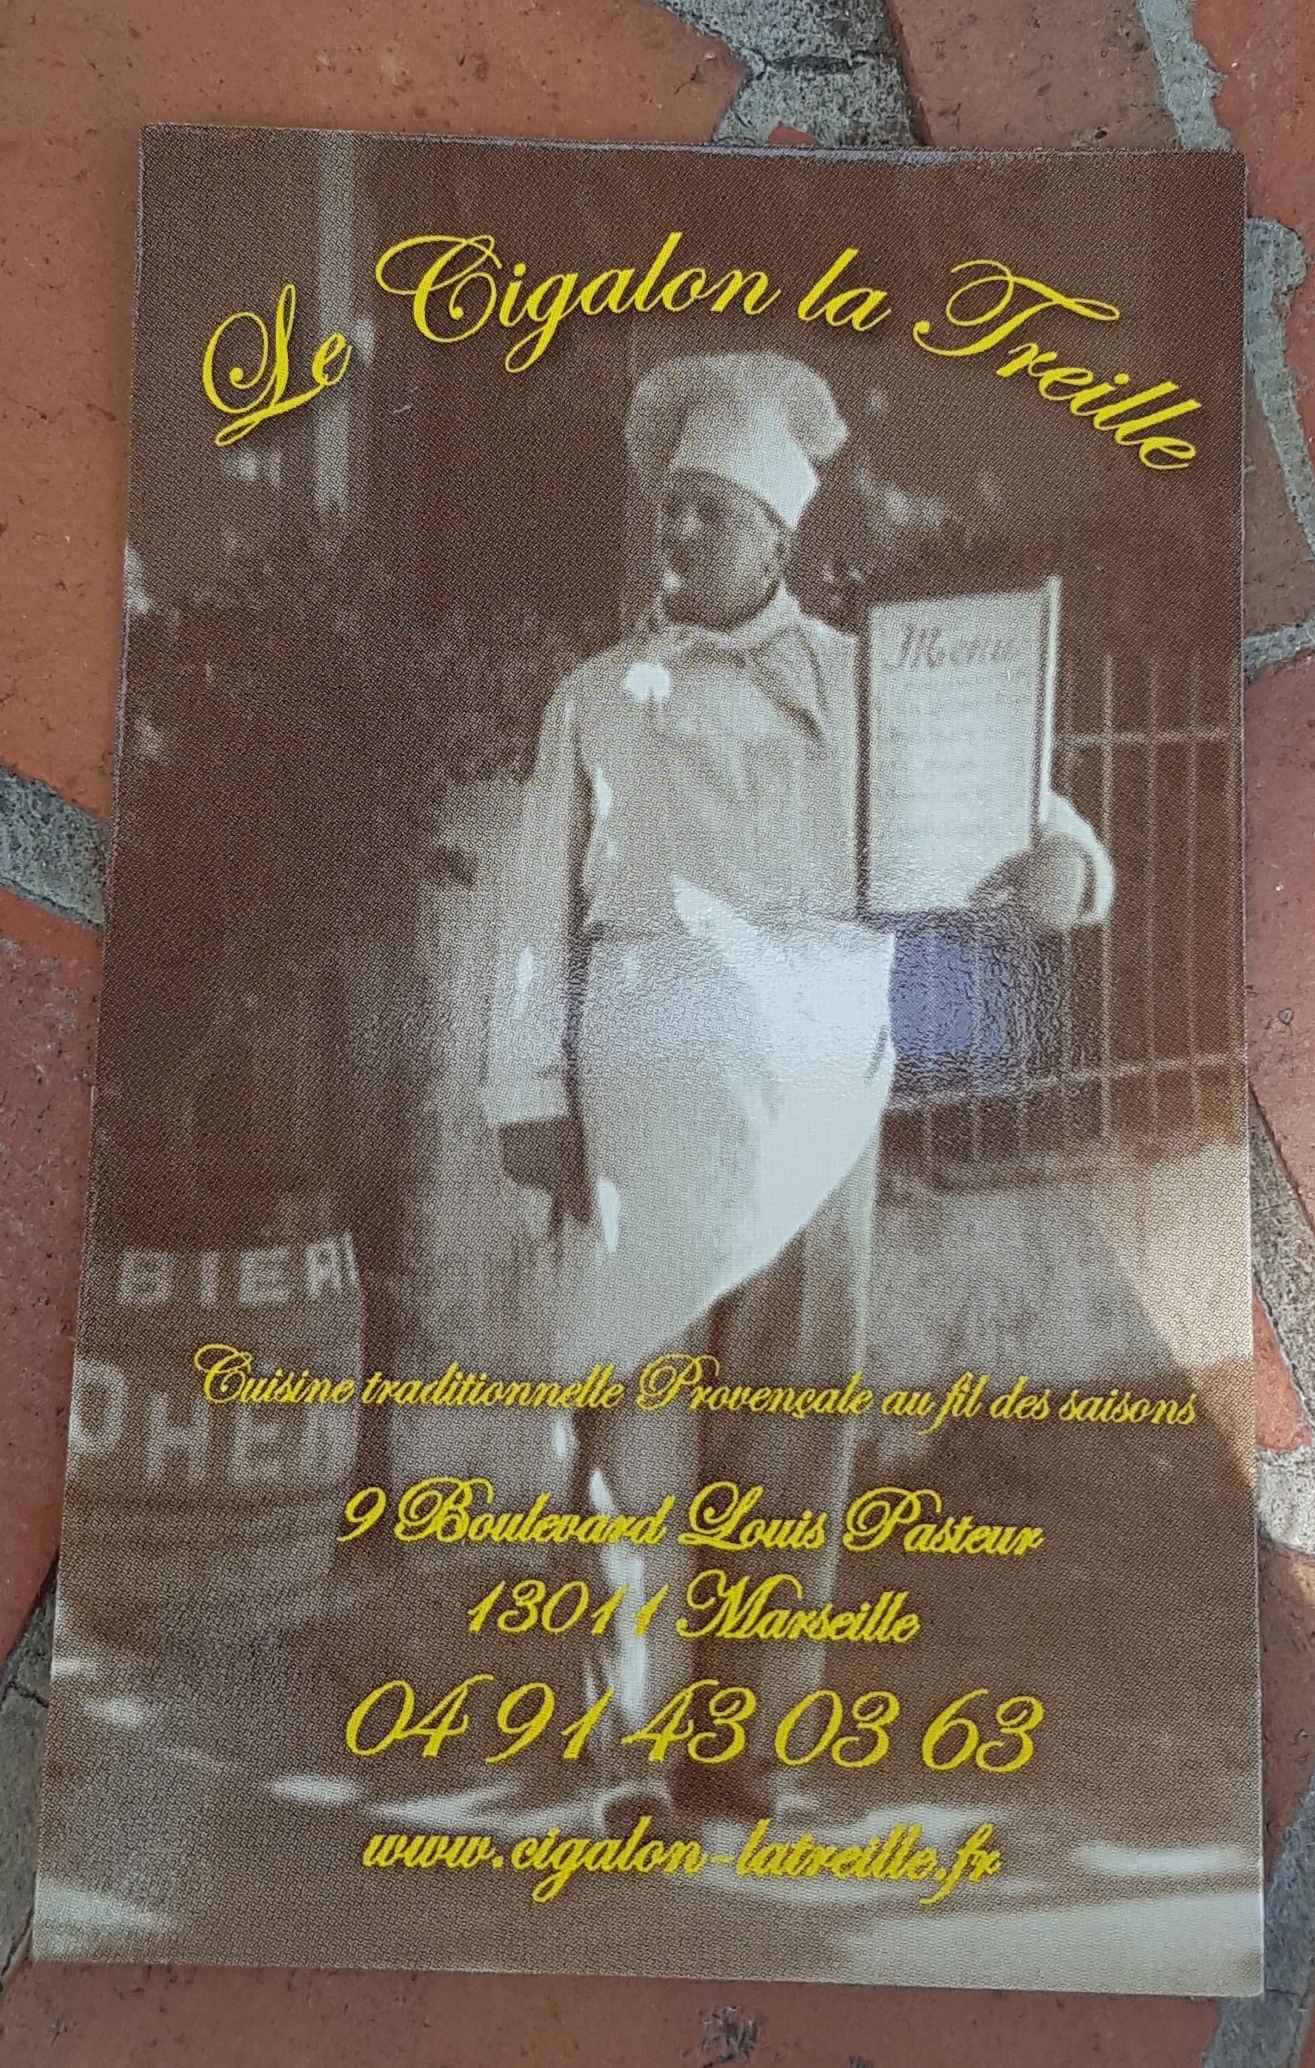 Le Cigalon la Treille
Menu
BIER
PHEN
Cuisine traditionnelle Provençale au fil des saisons
9 Boulevard Louis Pasteur
13011 Marseille
04 91 43 03 63
www.cigalon-latreille.fr